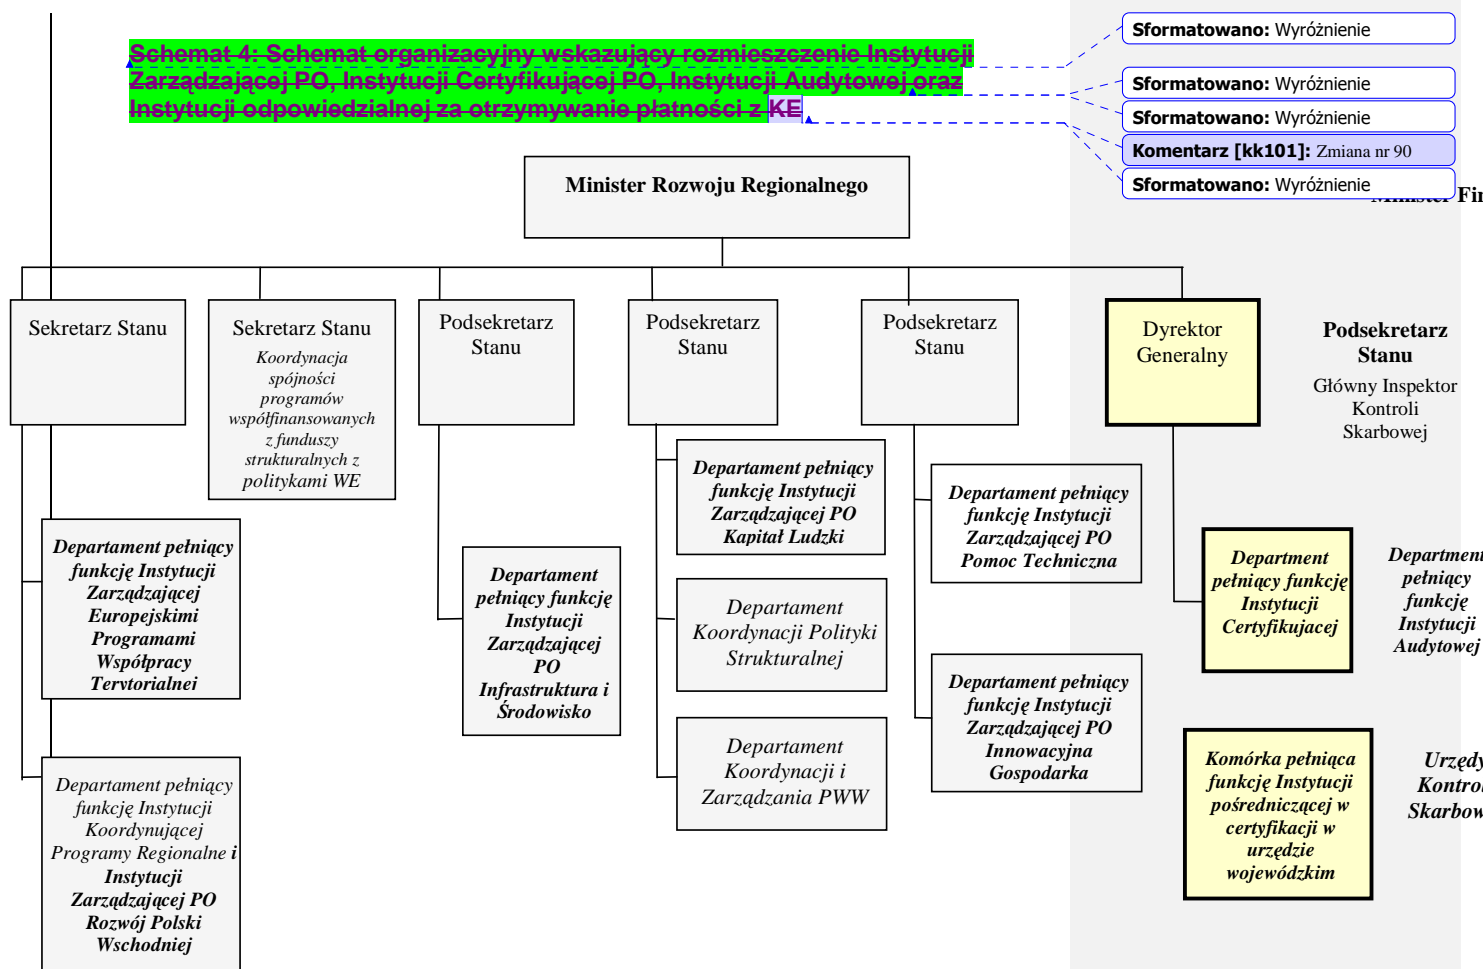 Schemat 4: Schemat organizacyjny wskazujący rozmieszczenie Instytucji
Zarządzającej PO, Instytucji Certyfikującej PO, Instytucji Audytowej oraz
Instytucji odpowiedzialnej za otrzymywanie płatności z KE
Sformatowano: Wyróżnienie
Sformatowano: Wyróżnienie
Sformatowano: Wyróżnienie
Komentarz [kk101]: Zmiana nr 90
Sformatowano: Wyróżnienie
Minister Rozwoju Regionalnego
Minister Fin
Sekretarz Stanu
Sekretarz Stanu
Koordynacja
spójności
programów
współfinansowanych
z funduszy
strukturalnych z
politykami WE
Podsekretarz
Stanu
Podsekretarz
Stanu
Podsekretarz
Stanu
Dyrektor
Generalny
Podsekretarz
Stanu
Główny Inspektor
Kontroli
Skarbowej
Departament pełniący
funkcję Instytucji
Zarządzającej
Europejskimi
Programami
Współpracy
Terytorialnej
Departament pełniący
funkcję Instytucji
Koordynującej
Programy Regionalne i
Instytucji
Zarządzającej PO
Rozwój Polski
Wschodniej
Departament
pełniący funkcję
Instytucji
Zarządzającej
PO
Infrastruktura i
Środowisko
Departament pełniący
funkcję Instytucji
Zarządzającej PO
Kapitał Ludzki
Departament
Koordynacji Polityki
Strukturalnej
Departament
Koordynacji i
Zarządzania PWW
Departament pełniący
funkcję Instytucji
Zarządzającej PO
Pomoc Techniczna
Departament pełniący
funkcję Instytucji
Zarządzającej PO
Innowacyjna
Gospodarka
Department
pełniący funkcję
Instytucji
Certyfikujacej
Komórka pełniąca
funkcję Instytucji
pośredniczącej w
certyfikacji w
urzędzie
wojewódzkim
Department
pełniący
funkcję
Instytucji
Audytowej
Urzędy
Kontrol
Skarbow